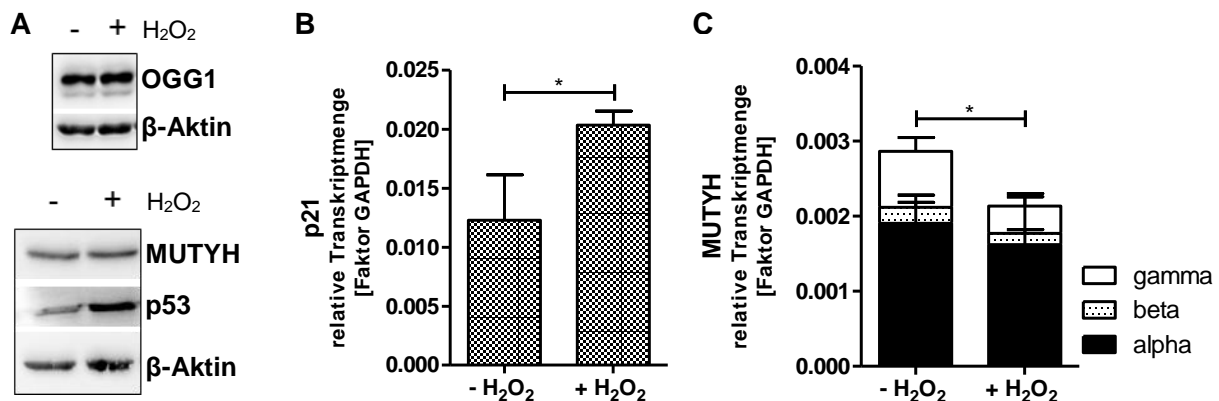 A
- + H₂O₂
OGG1
β-Aktin
- + H₂O₂
MUTYH
p53
β-Aktin
B
p21
relative Transkriptmenge
[Faktor GAPDH]
0.025
0.020
0.015
0.010
0.005
0.000
*
- H₂O₂ + H₂O₂
C
MUTYH
relative Transkriptmenge
[Faktor GAPDH]
0.004
0.003
0.002
0.001
0.000
*
- H₂O₂ + H₂O₂
gamma
beta
alpha